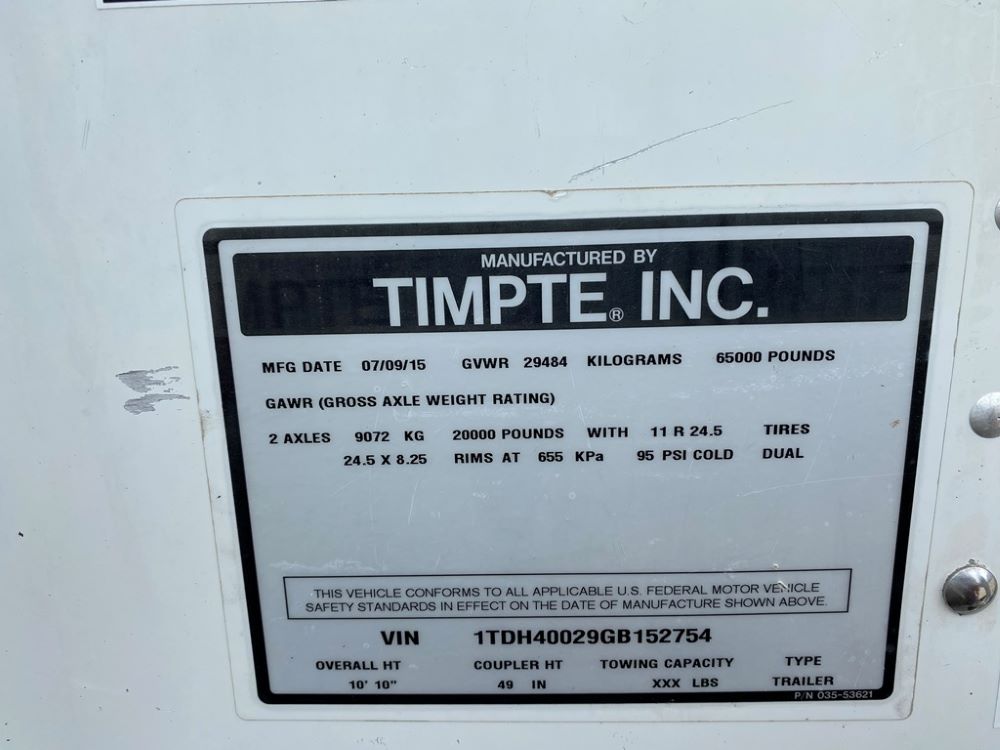 MANUFACTURED BY
TIMPTE® INC.
MFG DATE 07/09/15 GVWR 29484 KILOGRAMS 65000 POUNDS
GAWR (GROSS AXLE WEIGHT RATING)
2 AXLES 9072 KG 20000 POUNDS WITH 11 R 24.5 TIRES
24.5 X 8.25 RIMS AT 655 KPa 95 PSI COLD DUAL
THIS VEHICLE CONFORMS TO ALL APPLICABLE U.S. FEDERAL MOTOR VEHICLE
SAFETY STANDARDS IN EFFECT ON THE DATE OF MANUFACTURE SHOWN ABOVE.
VIN 1TDH40029GB152754
OVERALL HT COUPLER HT TOWING CAPACITY TYPE
10' 10" 49 IN XXX LBS TRAILER
P/N 035-53621